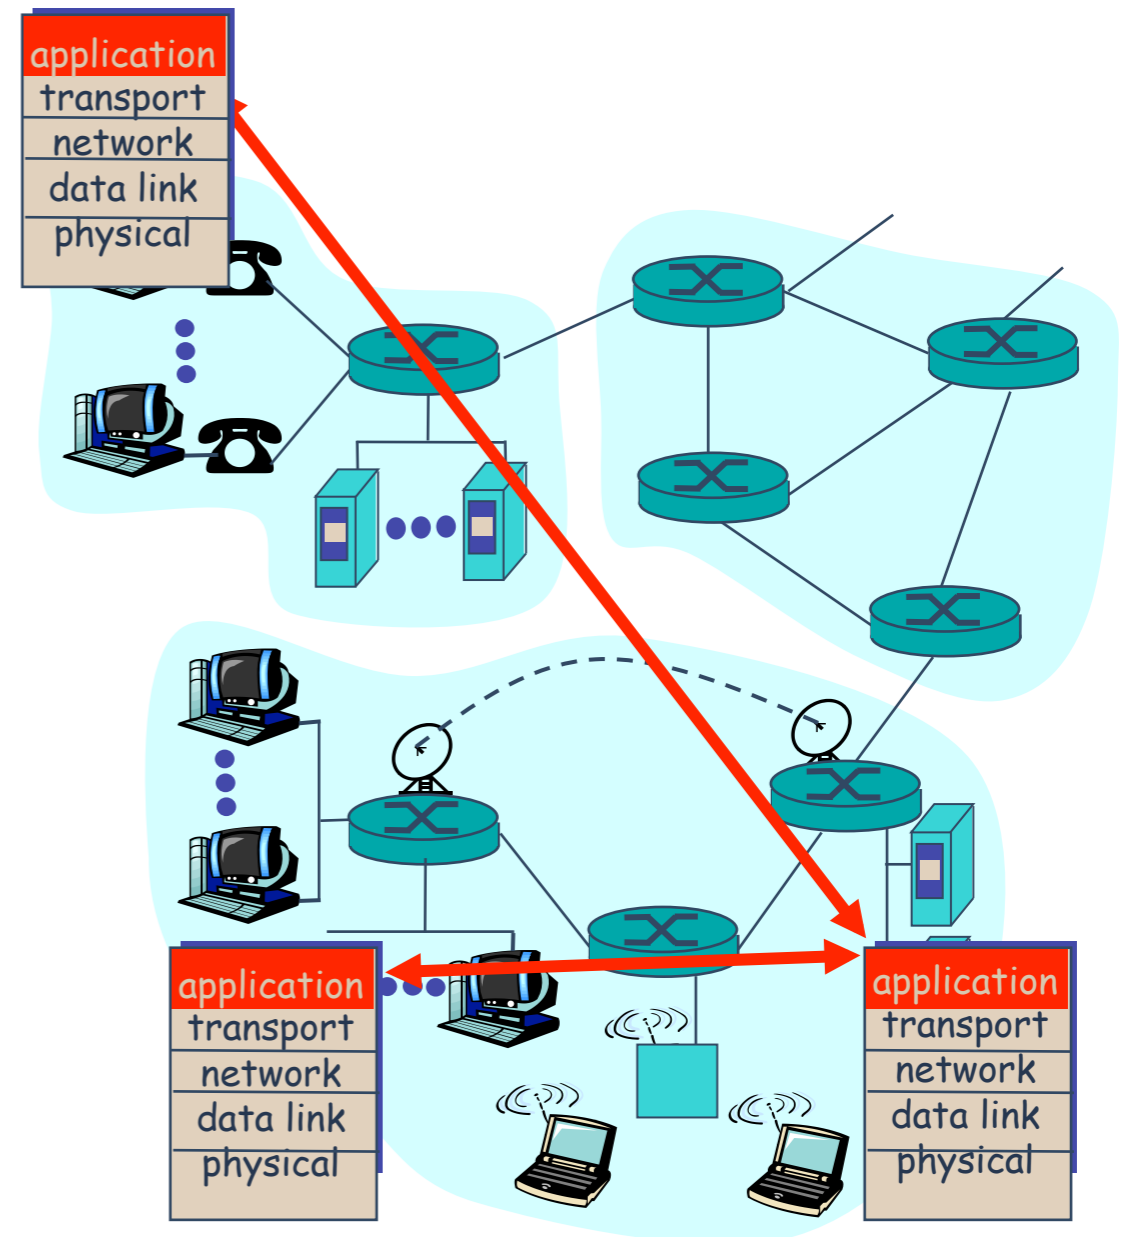 application
transport
network
data link
physical
application
transport
network
data link
physical
application
transport
network
data link
physical